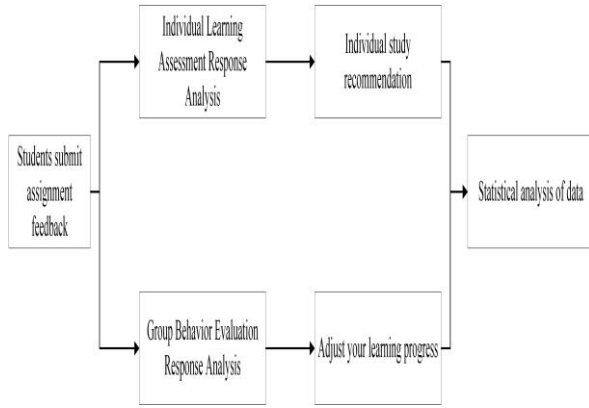 Individual Learning
Assessment Response
Analysis
Individual study
recommendation
Students submit
assignment
feedback
Statistical analysis of data
Group Behavior Evaluation
Response Analysis
Adjust your learning progress